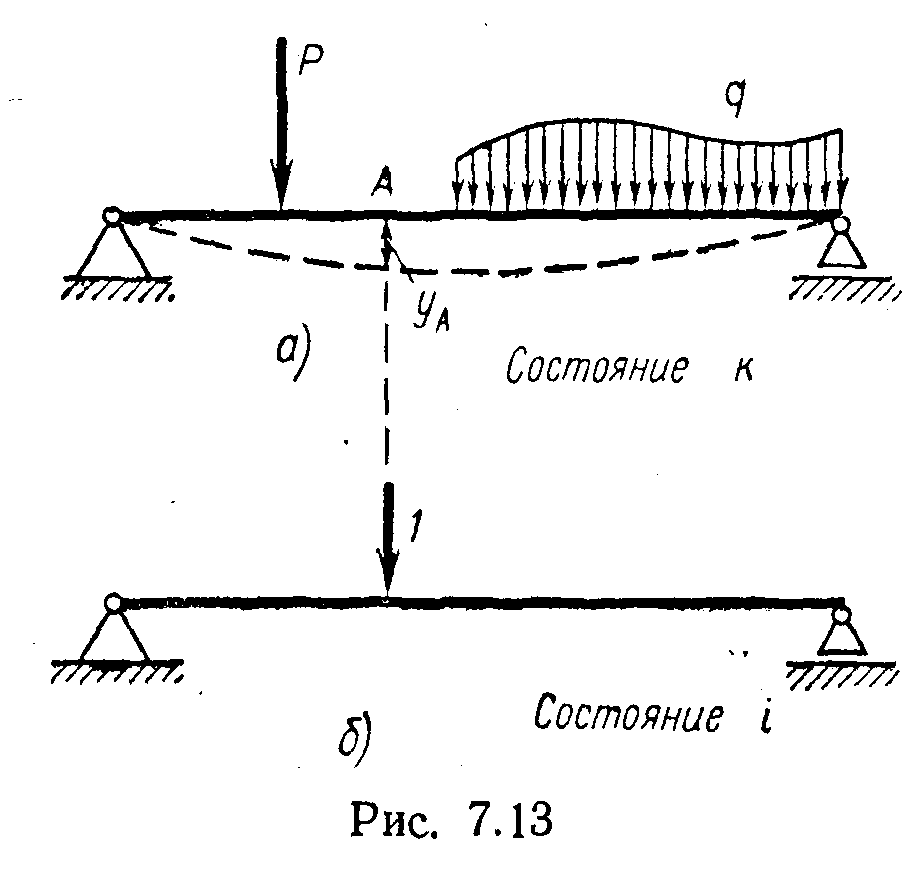 P
q
A
y_A
а)
Состояние к
1
Состояние i
б)
Рис. 7.13